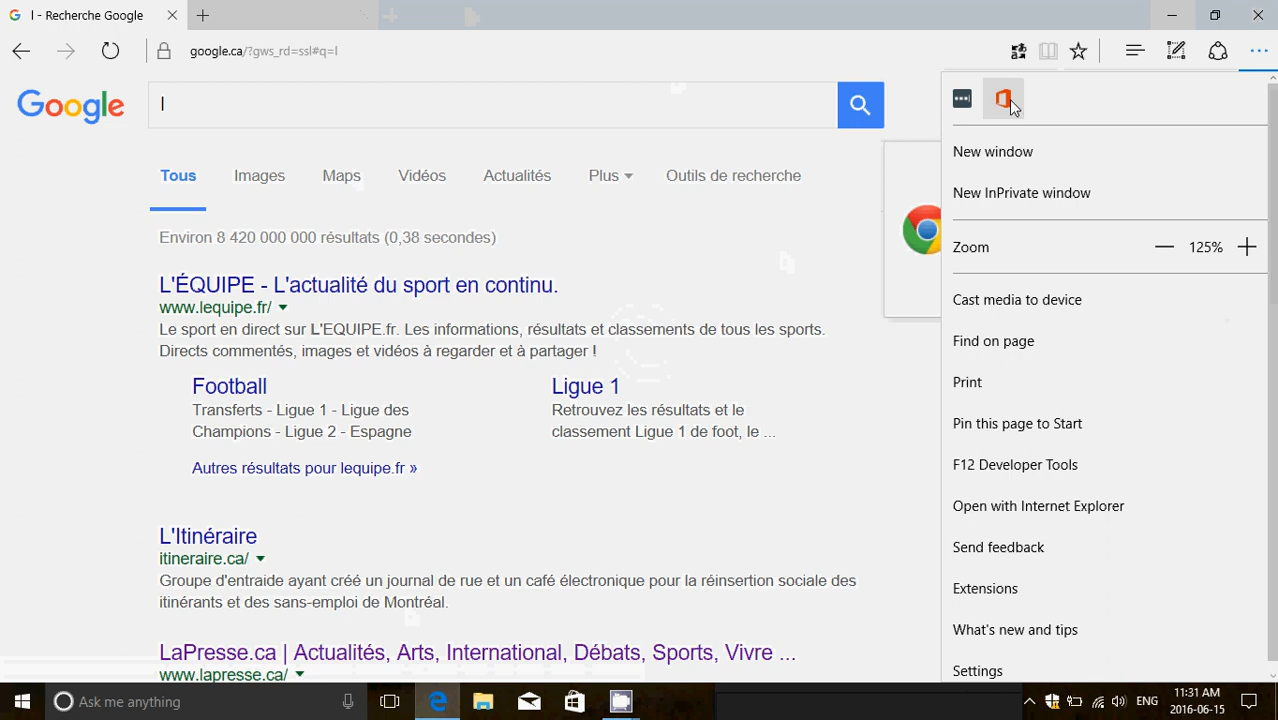 l - Recherche Google
google.ca/?gws_rd=ssl#q=l
Google
l
Tous
Images
Maps
Vidéos
Actualités
Plus
Outils de recherche
Environ 8 420 000 000 résultats (0,38 secondes)
L'ÉQUIPE - L'actualité du sport en continu.
www.lequipe.fr/
Le sport en direct sur L'EQUIPE.fr. Les informations, résultats et classements de tous les sports.
Directs commentés, images et vidéos à regarder et à partager !
Football
Transferts - Ligue 1 - Ligue des
Champions - Ligue 2 - Espagne
Ligue 1
Retrouvez les résultats et le
classement Ligue 1 de foot, le ...
Autres résultats pour lequipe.fr »
L'Itinéraire
itineraire.ca/
Groupe d'entraide ayant créé un journal de rue et un café électronique pour la réinsertion sociale des
itinérants et des sans-emploi de Montréal.
LaPresse.ca | Actualités, Arts, International, Débats, Sports, Vivre ...
www.lapresse.ca/
New window
New InPrivate window
Zoom
125%
Cast media to device
Find on page
Print
Pin this page to Start
F12 Developer Tools
Open with Internet Explorer
Send feedback
Extensions
What's new and tips
Settings
Ask me anything
ENG
11:31 AM
2016-06-15